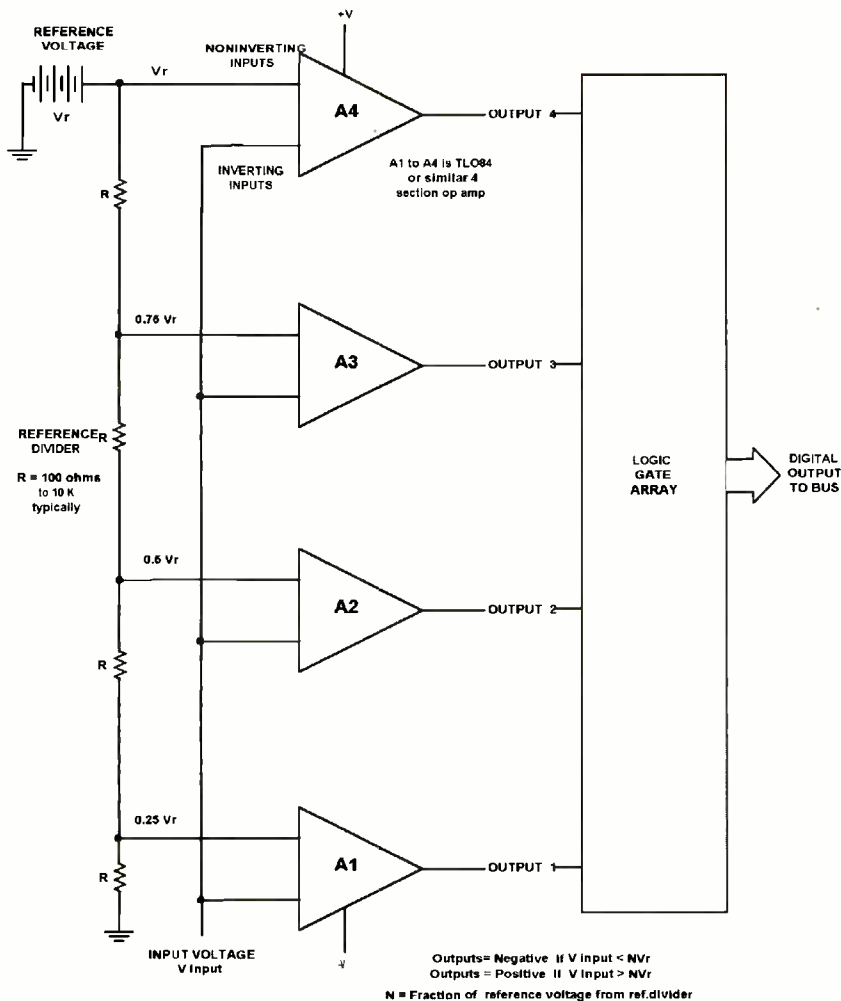 +V
REFERENCE
VOLTAGE
NONINVERTING
INPUTS
Vr
Vr
A4
OUTPUT 4
INVERTING
INPUTS
A1 to A4 is TLO84
or similar 4
section op amp
R
0.75 Vr
A3
OUTPUT 3
REFERENCE
DIVIDER
R
R = 100 ohms
to 10 K
typically
LOGIC
GATE
ARRAY
DIGITAL
OUTPUT
TO BUS
0.5 Vr
A2
OUTPUT 2
R
0.25 Vr
A1
OUTPUT 1
R
INPUT VOLTAGE
V Input
-V
Outputs= Negative if V input < NVr
Outputs = Positive if V input > NVr
N = Fraction of reference voltage from ref.divider